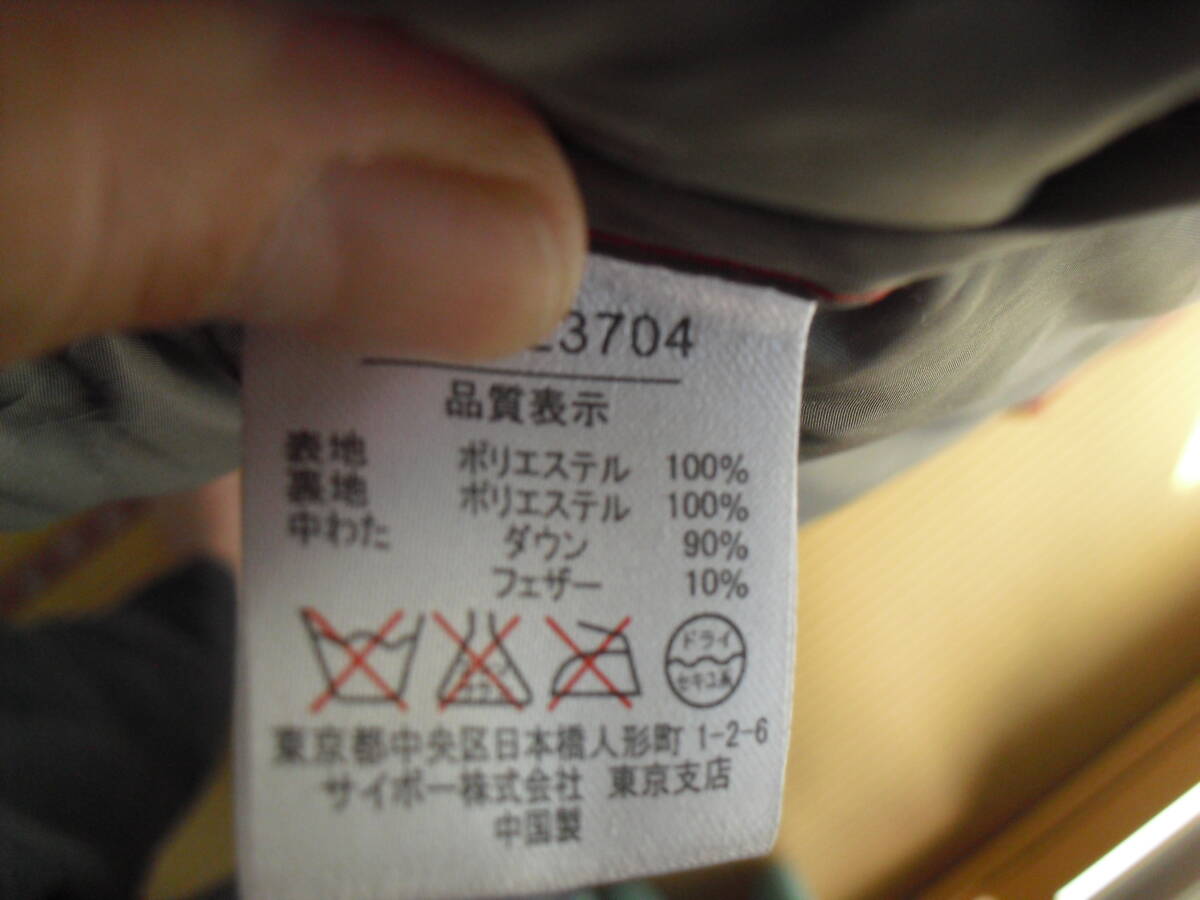 3704
品質表示
表地 ポリエステル 100%
裏地 ポリエステル 100%
中わた ダウン 90%
フェザー 10%
ドライ
セキユ系
東京都中央区日本橋人形町 1-2-6
サイボー株式会社 東京支店
中国製